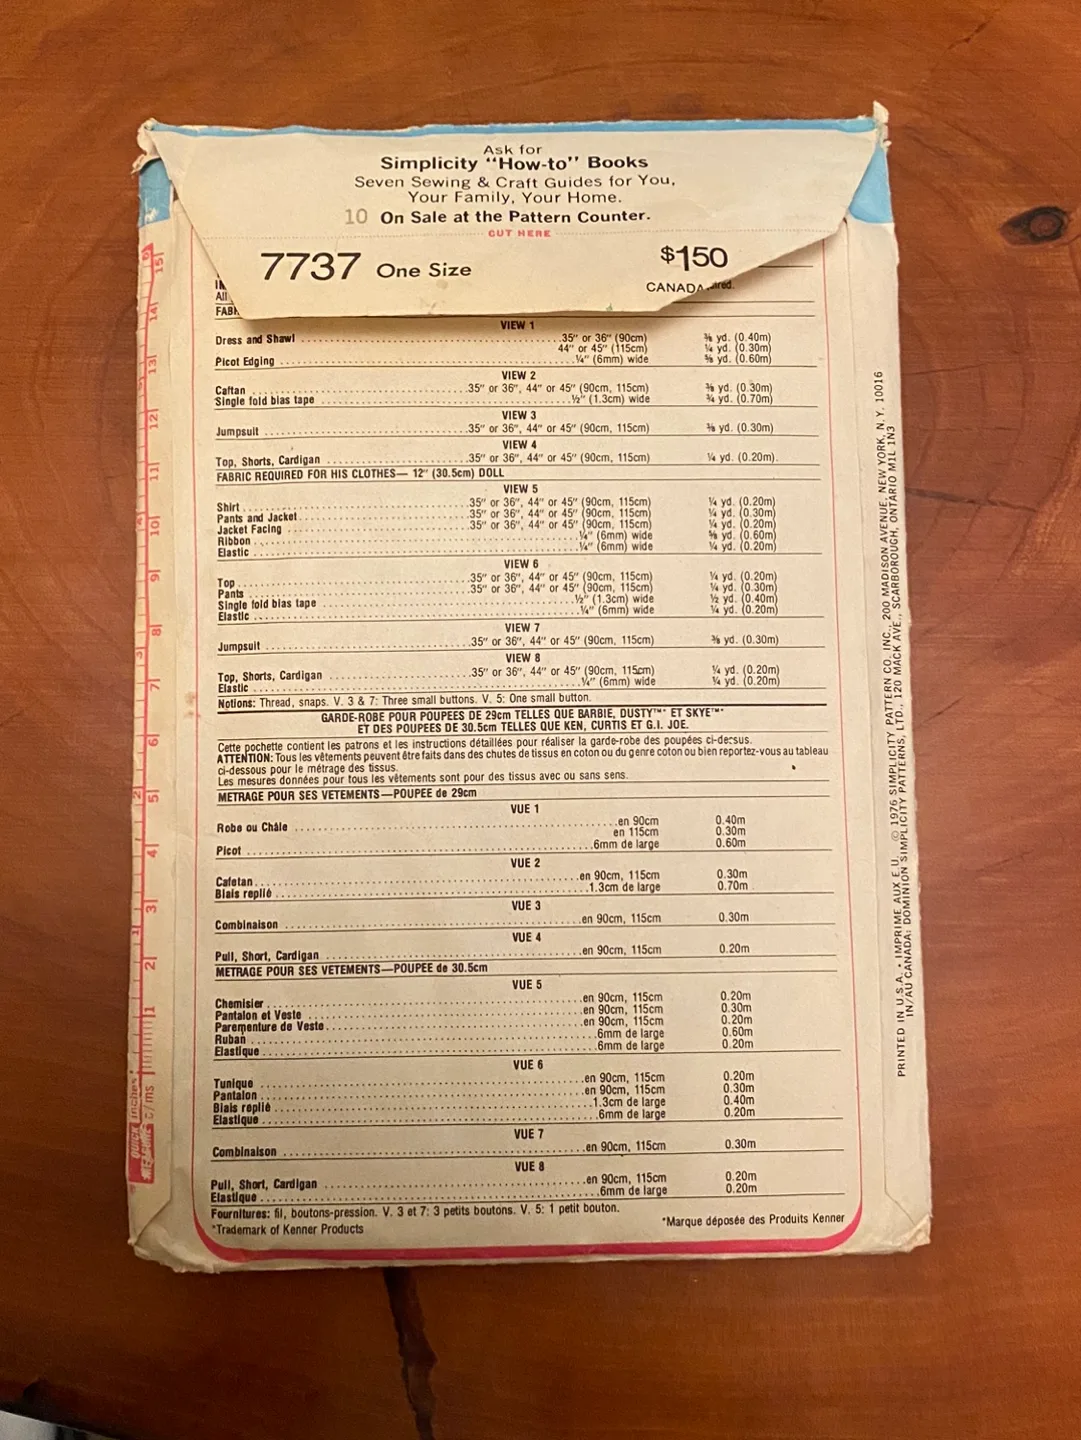 Ask for
Simplicity "How-to" Books
Seven Sewing & Craft Guides for You,
Your Family, Your Home.
10 On Sale at the Pattern Counter.
CUT HERE
7737 One Size $1.50
CANADA
All
FABR
VIEW 1
Dress and Shawl 35" or 36" (90cm) ⅜ yd. (0.40m)
44" or 45" (115cm) ¼ yd. (0.30m)
Picot Edging ¼" (6mm) wide ⅝ yd. (0.60m)
VIEW 2
Caftan 35" or 36", 44" or 45" (90cm, 115cm) ⅜ yd. (0.30m)
Single fold bias tape ½" (1.3cm) wide ¾ yd. (0.70m)
VIEW 3
Jumpsuit 35" or 36", 44" or 45" (90cm, 115cm) ⅜ yd. (0.30m)
VIEW 4
Top, Shorts, Cardigan 35" or 36", 44" or 45" (90cm, 115cm) ¼ yd. (0.20m).
FABRIC REQUIRED FOR HIS CLOTHES— 12" (30.5cm) DOLL
VIEW 5
Shirt 35" or 36", 44" or 45" (90cm, 115cm) ¼ yd. (0.20m)
Pants and Jacket 35" or 36", 44" or 45" (90cm, 115cm) ¼ yd. (0.30m)
Jacket Facing 35" or 36", 44" or 45" (90cm, 115cm) ¼ yd. (0.20m)
Ribbon ¼" (6mm) wide ⅝ yd. (0.60m)
Elastic ¼" (6mm) wide ¼ yd. (0.20m)
VIEW 6
Top 35" or 36", 44" or 45" (90cm, 115cm) ¼ yd. (0.20m)
Pants 35" or 36", 44" or 45" (90cm, 115cm) ¼ yd. (0.30m)
Single fold bias tape ½" (1.3cm) wide ½ yd. (0.40m)
Elastic ¼" (6mm) wide ¼ yd. (0.20m)
VIEW 7
Jumpsuit 35" or 36", 44" or 45" (90cm, 115cm) ⅜ yd. (0.30m)
VIEW 8
Top, Shorts, Cardigan 35" or 36", 44" or 45" (90cm, 115cm) ¼ yd. (0.20m)
Elastic ¼" (6mm) wide ¼ yd. (0.20m)
Notions: Thread, snaps. V. 3 & 7: Three small buttons. V. 5: One small button.
GARDE-ROBE POUR POUPEES DE 29cm TELLES QUE BARBIE, DUSTY™* ET SKYE™*
ET DES POUPEES DE 30.5cm TELLES QUE KEN, CURTIS ET G.I. JOE.
Cette pochette contient les patrons et les instructions détaillées pour réaliser la garde-robe des poupées ci-dessus.
ATTENTION: Tous les vêtements peuvent être faits dans des chutes de tissus en coton ou du genre coton ou bien reportez-vous au tableau
ci-dessous pour le métrage des tissus.
Les mesures données pour tous les vêtements sont pour des tissus avec ou sans sens.
METRAGE POUR SES VETEMENTS—POUPEE de 29cm
VUE 1
Robe ou Châle en 90cm 0.40m
en 115cm 0.30m
Picot 6mm de large 0.60m
VUE 2
Cafetan en 90cm, 115cm 0.30m
Biais replié 1.3cm de large 0.70m
VUE 3
Combinaison en 90cm, 115cm 0.30m
VUE 4
Pull, Short, Cardigan en 90cm, 115cm 0.20m
METRAGE POUR SES VETEMENTS—POUPEE de 30.5cm
VUE 5
Chemisier en 90cm, 115cm 0.20m
Pantalon et Veste en 90cm, 115cm 0.30m
Parementure de Veste en 90cm, 115cm 0.20m
Ruban 6mm de large 0.60m
Elastique 6mm de large 0.20m
VUE 6
Tunique en 90cm, 115cm 0.20m
Pantalon en 90cm, 115cm 0.30m
Biais replié 1.3cm de large 0.40m
Elastique 6mm de large 0.20m
VUE 7
Combinaison en 90cm, 115cm 0.30m
VUE 8
Pull, Short, Cardigan en 90cm, 115cm 0.20m
Elastique 6mm de large 0.20m
Fournitures: fil, boutons-pression. V. 3 et 7: 3 petits boutons. V. 5: 1 petit bouton.
*Trademark of Kenner Products *Marque déposée des Produits Kenner
PRINTED IN U.S.A. • IMPRIME AUX E.U. © 1976 SIMPLICITY PATTERN CO. INC., 200 MADISON AVENUE, NEW YORK, N.Y. 10016
IN/AU CANADA: DOMINION SIMPLICITY PATTERNS, LTD., 120 MACK AVE., SCARBOROUGH, ONTARIO M1L 1N3
QUICK inches
MEASURE c/ms
1 2 3 4 5 6 7 8 9 10 11 12 13 14 15
1 2 3 4 5 6